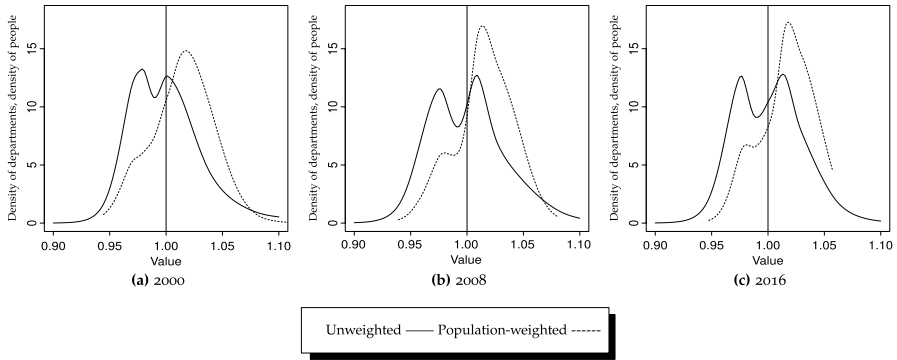 Density of departments, density of people
0 5 10 15
0.90 0.95 1.00 1.05 1.10
Value
(a) 2000
Density of departments, density of people
0 5 10 15
0.90 0.95 1.00 1.05 1.10
Value
(b) 2008
Density of departments, density of people
0 5 10 15
0.90 0.95 1.00 1.05 1.10
Value
(c) 2016
Unweighted Population-weighted